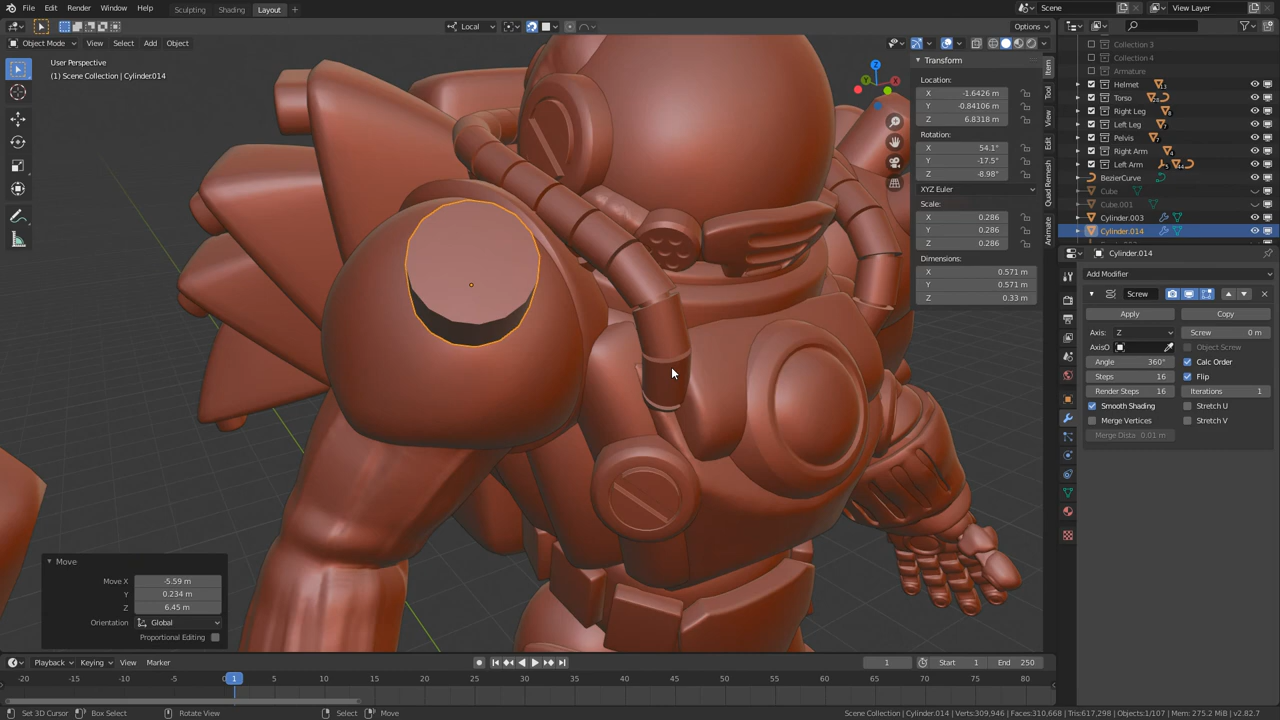 File Edit Render Window Help Sculpting Shading Layout + Scene View Layer
Object Mode View Select Add Object Local Options
User Perspective
(1) Scene Collection | Cylinder.014
Z
X
Transform
Location:
X -1.6426 m
Y -0.84106 m
Z 6.8318 m
Rotation:
X 54.1°
Y -17.5°
Z -8.98°
XYZ Euler
Scale:
X 0.286
Y 0.286
Z 0.286
Dimensions:
X 0.571 m
Y 0.571 m
Z 0.33 m
Item
Tool
View
Edit
Quad Remesh
Animate
Collection 3
Collection 4
Armature
Helmet
Torso
Right Leg
Left Leg
Pelvis
Right Arm
Left Arm
BezierCurve
Cube
Cube.001
Cylinder.003
Cylinder.014
Cylinder.014
Add Modifier
Screw
Apply Copy
Axis: Z Screw 0 m
AxisO Object Screw
Angle 360° Calc Order
Steps 16 Flip
Render Steps 16 Iterations 1
Smooth Shading Stretch U
Merge Vertices Stretch V
Merge Dista 0.01 m
Move
Move X -5.59 m
Y 0.234 m
Z 6.45 m
Orientation Global
Proportional Editing
Playback Keying View Marker 1 Start 1 End 250
-20 -15 -10 -5 0 1 5 10 15 20 25 30 35 40 45 50 55 60 65 70 75 80
Set 3D Cursor Box Select Rotate View Select Move Scene Collection | Cylinder.014 | Verts:309,946 | Faces:310,668 | Tris:617,298 | Objects:1/107 | Mem: 275.2 MiB | v2.82.7